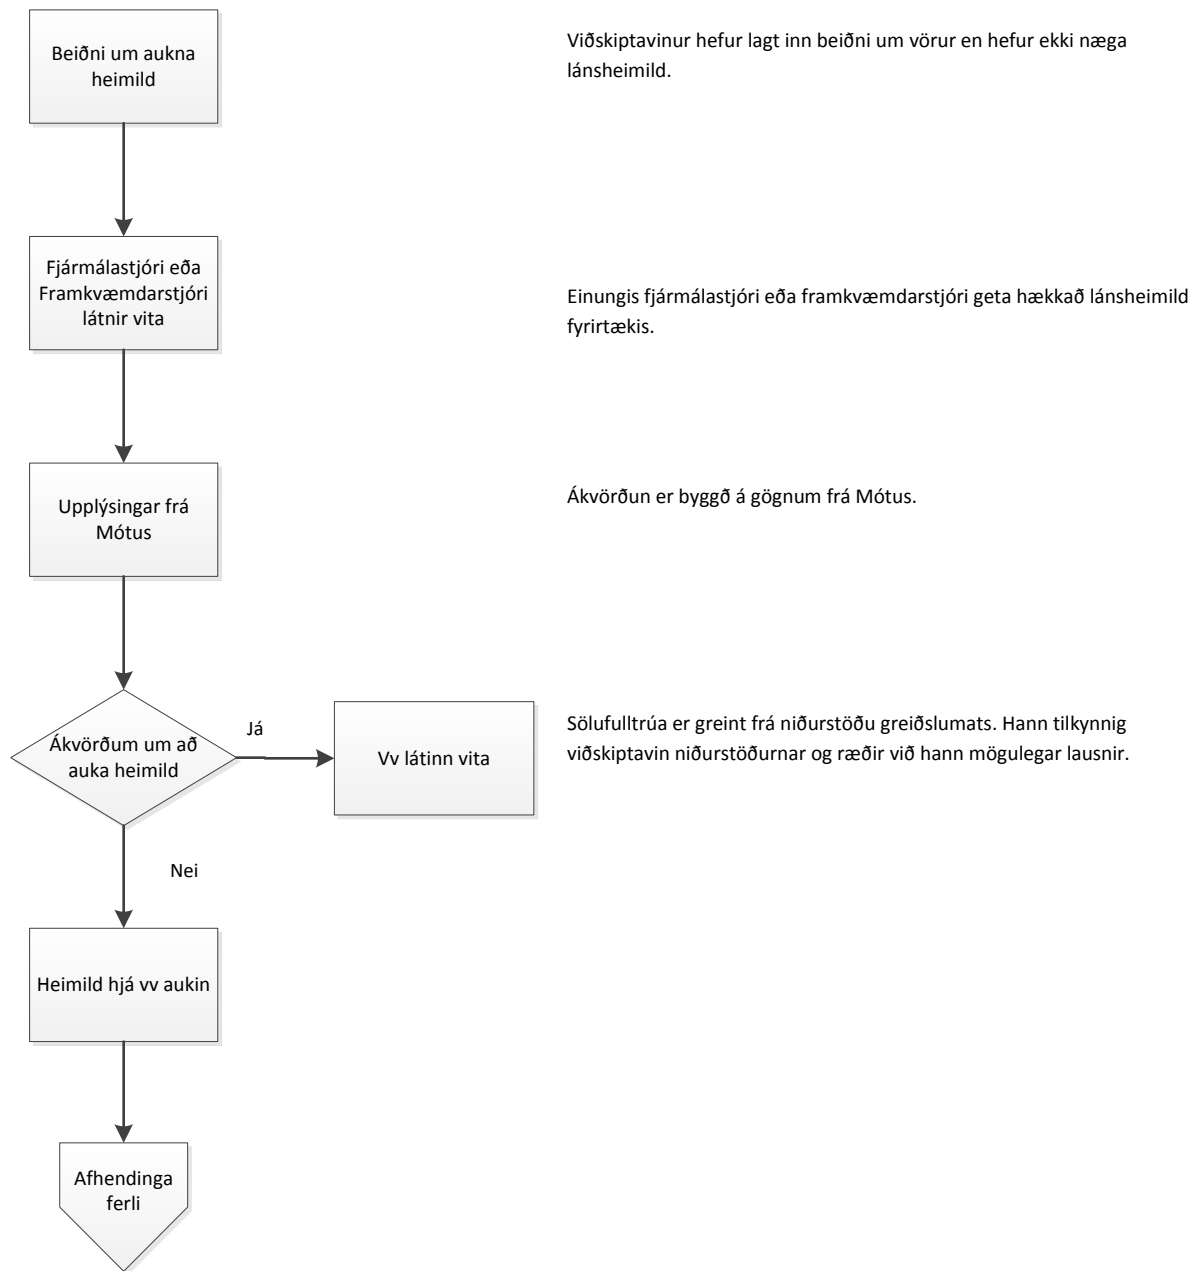 Beiðni um aukna
heimild
Viðskiptavinur hefur lagt inn beiðni um vörur en hefur ekki næga
lánsheimild.
Fjármálastjóri eða
Framkvæmdarstjóri
látnir vita
Einungis fjármálastjóri eða framkvæmdarstjóri geta hækkað lánsheimild
fyrirtækis.
Upplýsingar frá
Mótus
Ákvörðun er byggð á gögnum frá Mótus.
Ákvörðum um að
auka heimild
Já
Vv látinn vita
Sölufulltrúa er greint frá niðurstöðu greiðslumats. Hann tilkynnig
viðskiptavin niðurstöðurnar og ræðir við hann mögulegar lausnir.
Nei
Heimild hjá vv aukin
Afhendinga
ferli